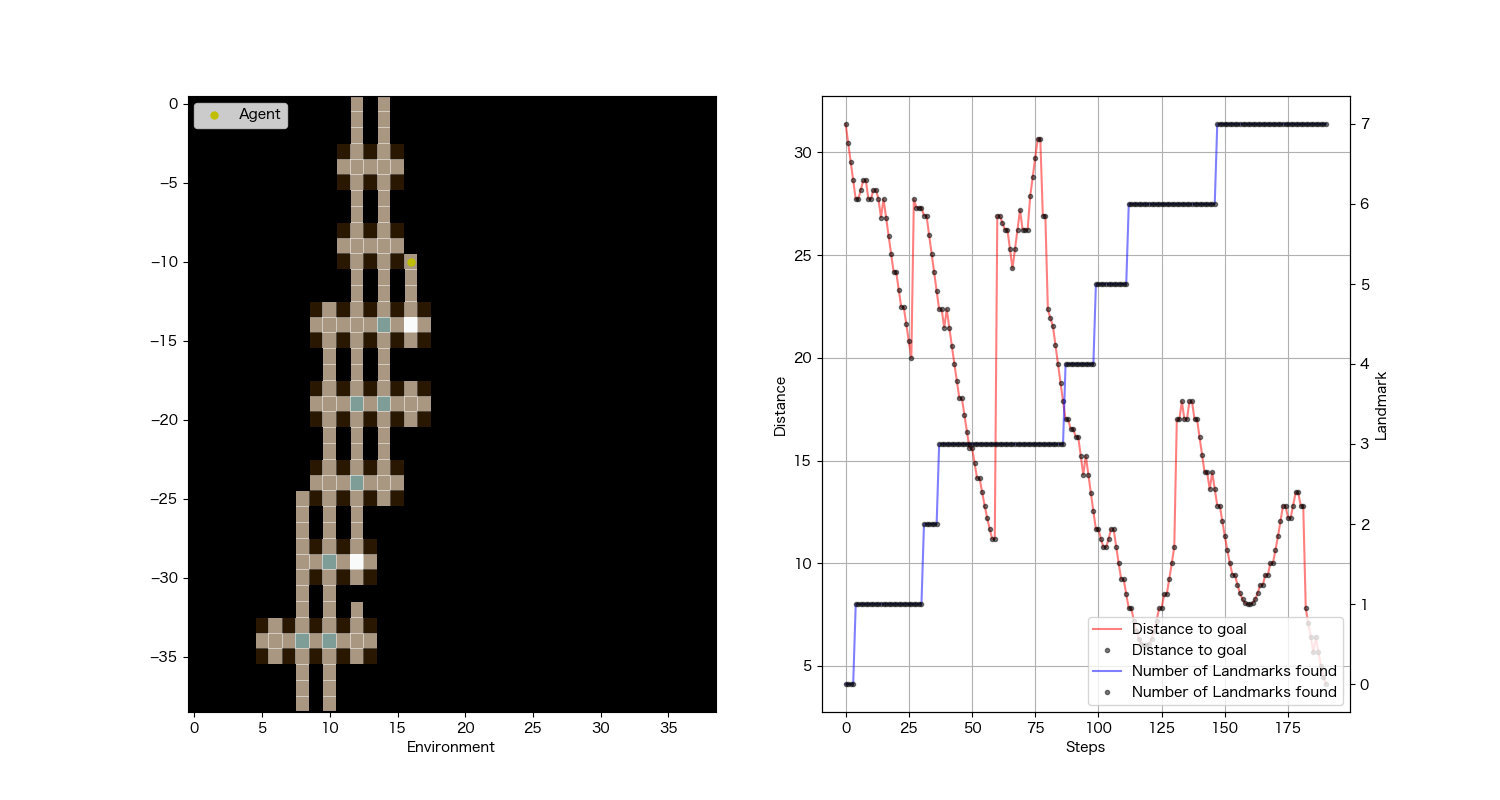 Agent
0
−5
−10
−15
−20
−25
−30
−35
0 5 10 15 20 25 30 35
Environment
Distance
30
25
20
15
10
5
0 25 50 75 100 125 150 175
Steps
7
6
5
4
3
2
1
0
Landmark
Distance to goal
Distance to goal
Number of Landmarks found
Number of Landmarks found